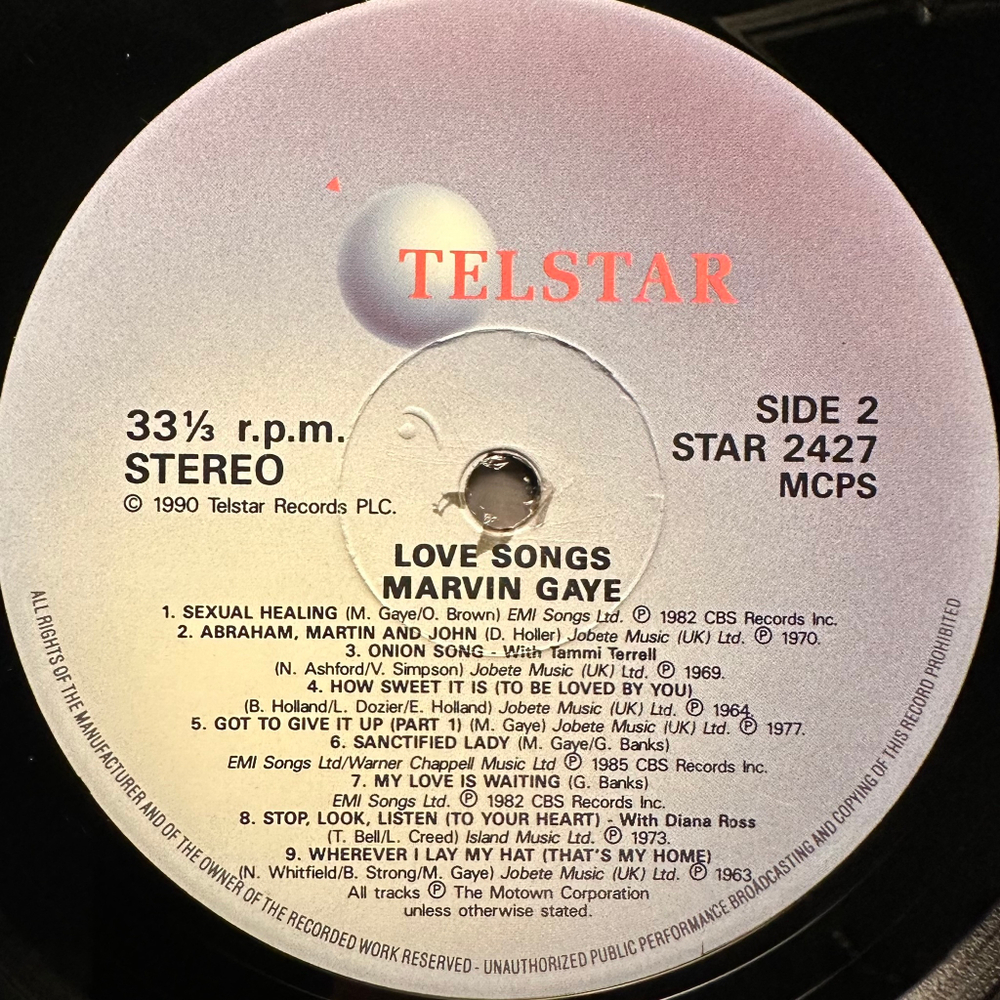 TELSTAR
33⅓ r.p.m.
STEREO
© 1990 Telstar Records PLC.
SIDE 2
STAR 2427
MCPS
LOVE SONGS
MARVIN GAYE
1. SEXUAL HEALING (M. Gaye/O. Brown) EMI Songs Ltd. ℗ 1982 CBS Records Inc.
2. ABRAHAM, MARTIN AND JOHN (D. Holler) Jobete Music (UK) Ltd. ℗ 1970.
3. ONION SONG - With Tammi Terrell
(N. Ashford/V. Simpson) Jobete Music (UK) Ltd. ℗ 1969.
4. HOW SWEET IT IS (TO BE LOVED BY YOU)
(B. Holland/L. Dozier/E. Holland) Jobete Music (UK) Ltd. ℗ 1964.
5. GOT TO GIVE IT UP (PART 1) (M. Gaye) Jobete Music (UK) Ltd. ℗ 1977.
6. SANCTIFIED LADY (M. Gaye/G. Banks)
EMI Songs Ltd/Warner Chappell Music Ltd ℗ 1985 CBS Records Inc.
7. MY LOVE IS WAITING (G. Banks)
EMI Songs Ltd. ℗ 1982 CBS Records Inc.
8. STOP, LOOK, LISTEN (TO YOUR HEART) - With Diana Ross
(T. Bell/L. Creed) Island Music Ltd. ℗ 1973.
9. WHEREVER I LAY MY HAT (THAT'S MY HOME)
(N. Whitfield/B. Strong/M. Gaye) Jobete Music (UK) Ltd. ℗ 1963.
All tracks ℗ The Motown Corporation
unless otherwise stated.
ALL RIGHTS OF THE MANUFACTURER AND OF THE OWNER OF THE RECORDED WORK RESERVED - UNAUTHORIZED PUBLIC PERFORMANCE BROADCASTING AND COPYING OF THIS RECORD PROHIBITED